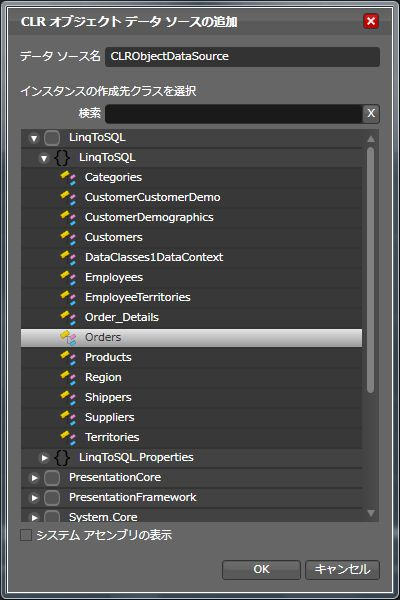 CLR オブジェクト データ ソースの追加
データ ソース名 CLRObjectDataSource
インスタンスの作成先クラスを選択
検索 X
LinqToSQL
{} LinqToSQL
Categories
CustomerCustomerDemo
CustomerDemographics
Customers
DataClasses1DataContext
Employees
EmployeeTerritories
Order_Details
Orders
Products
Region
Shippers
Suppliers
Territories
{} LinqToSQL.Properties
PresentationCore
PresentationFramework
System.Core
システム アセンブリの表示
OK キャンセル